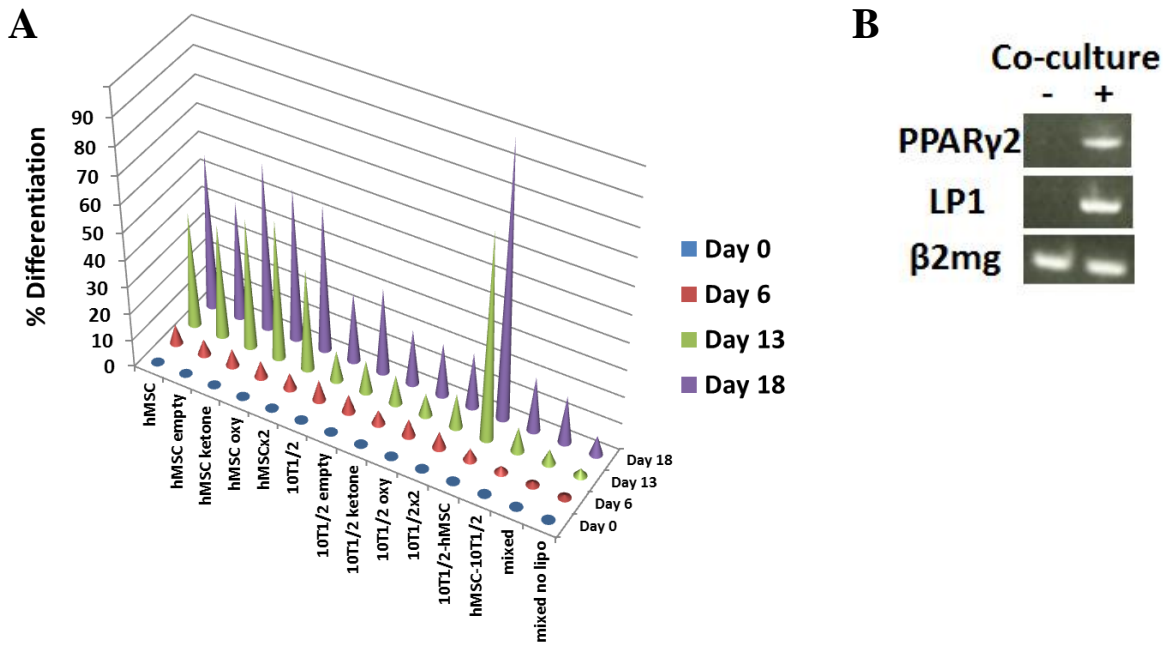 A
% Differentiation
90
80
70
60
50
40
30
20
10
0
hMSC
hMSC empty
hMSC ketone
hMSC oxy
hMSCx2
10T1/2
10T1/2 empty
10T1/2 ketone
10T1/2 oxy
10T1/2x2
10T1/2-hMSC
hMSC-10T1/2
mixed
mixed no lipo
Day 18
Day 13
Day 6
Day 0
Day 0
Day 6
Day 13
Day 18
B
Co-culture
- +
PPARγ2
LP1
β2mg